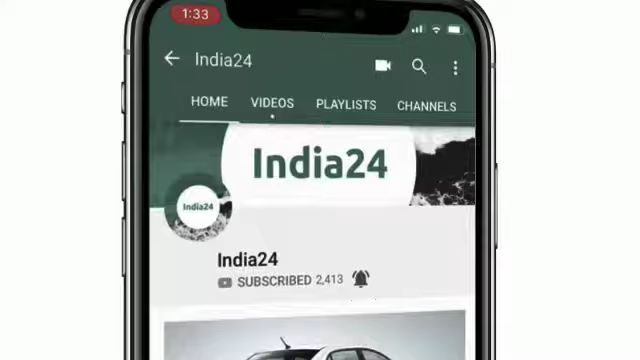 1:33
India24
HOME VIDEOS PLAYLISTS CHANNELS
India24
India24
India24
SUBSCRIBED 2,413